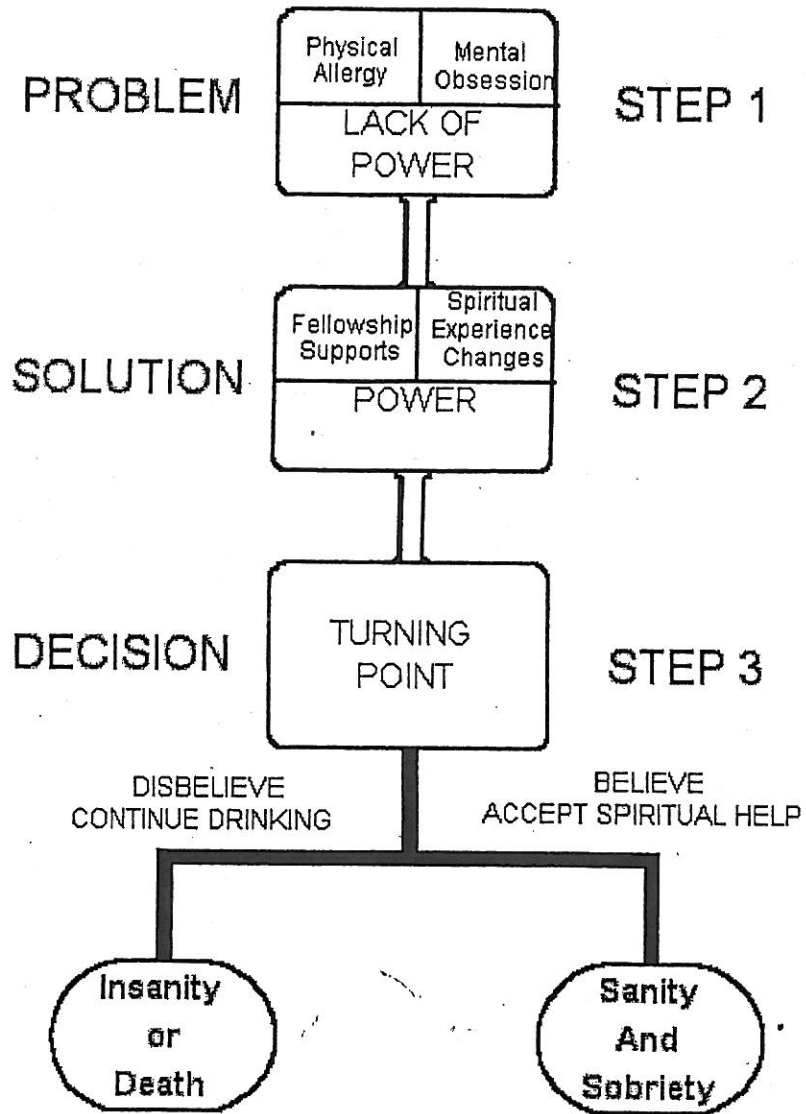 Physical
Allergy
Mental
Obsession
PROBLEM
LACK OF
POWER
STEP 1
Fellowship
Supports
Spiritual
Experience
Changes
SOLUTION
POWER
STEP 2
DECISION
TURNING
POINT
STEP 3
DISBELIEVE
CONTINUE DRINKING
BELIEVE
ACCEPT SPIRITUAL HELP
Insanity
or
Death
Sanity
And
Sobriety